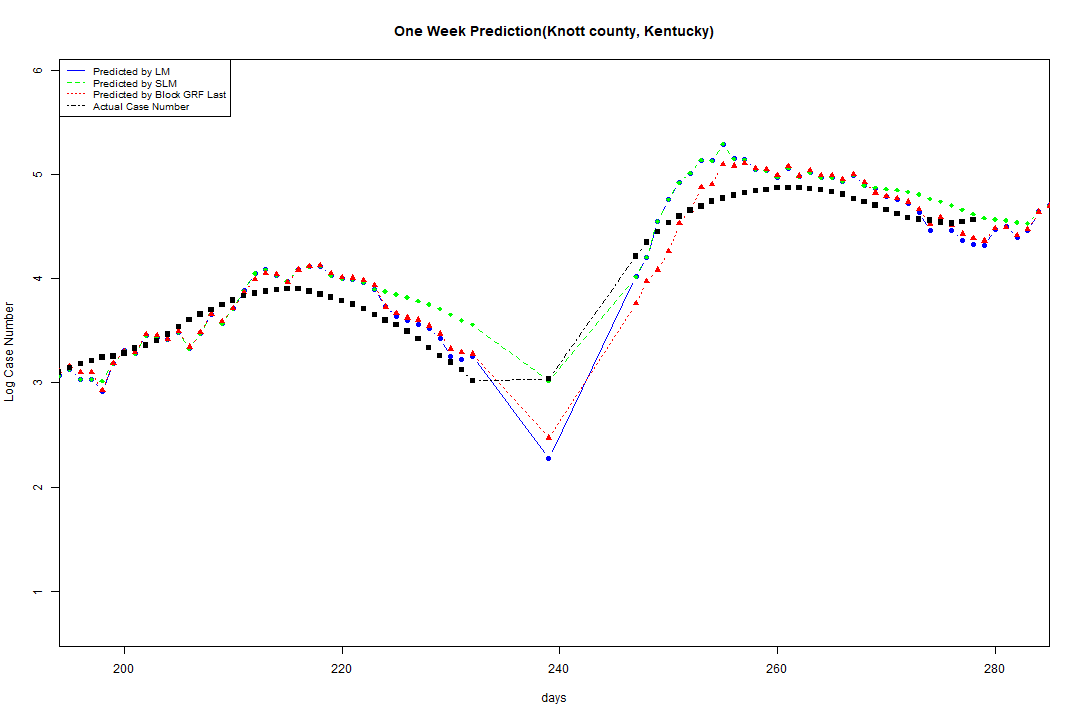 One Week Prediction(Knott county, Kentucky)
Predicted by LM
Predicted by SLM
Predicted by Block GRF Last
Actual Case Number
6
5
4
3
2
1
Log Case Number
200 220 240 260 280
days